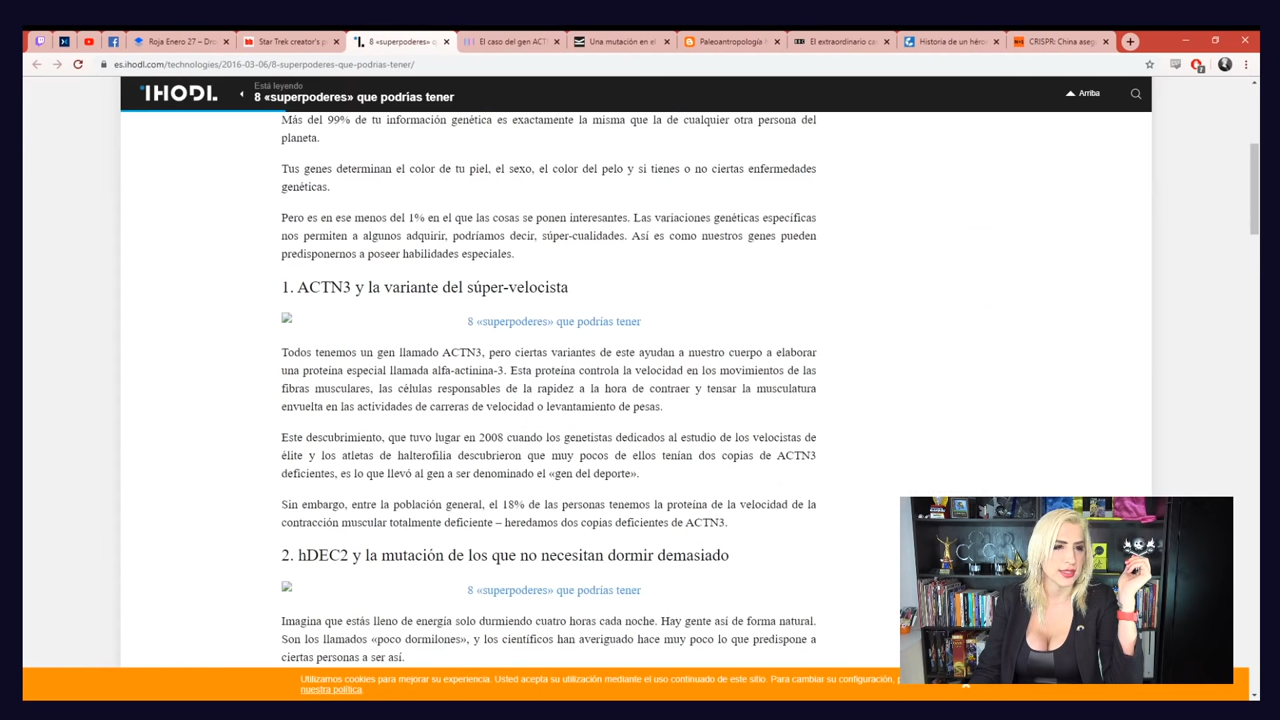 Roja Enero 27 – Dro
Star Trek creator's p
8 «superpoderes» q
El caso del gen ACT
Una mutación en el
Paleoantropología h
El extraordinario ca
Historia de un héro
CRISPR: China aseg
es.ihodl.com/technologies/2016-03-06/8-superpoderes-que-podrias-tener/
IHODL
Está leyendo
8 «superpoderes» que podrías tener
Arriba
Más del 99% de tu información genética es exactamente la misma que la de cualquier otra persona del
planeta.
Tus genes determinan el color de tu piel, el sexo, el color del pelo y si tienes o no ciertas enfermedades
genéticas.
Pero es en ese menos del 1% en el que las cosas se ponen interesantes. Las variaciones genéticas específicas
nos permiten a algunos adquirir, podríamos decir, súper-cualidades. Así es como nuestros genes pueden
predisponernos a poseer habilidades especiales.
1. ACTN3 y la variante del súper-velocista
8 «superpoderes» que podrías tener
Todos tenemos un gen llamado ACTN3, pero ciertas variantes de este ayudan a nuestro cuerpo a elaborar
una proteína especial llamada alfa-actinina-3. Esta proteína controla la velocidad en los movimientos de las
fibras musculares, las células responsables de la rapidez a la hora de contraer y tensar la musculatura
envuelta en las actividades de carreras de velocidad o levantamiento de pesas.
Este descubrimiento, que tuvo lugar en 2008 cuando los genetistas dedicados al estudio de los velocistas de
élite y los atletas de halterofilia descubrieron que muy pocos de ellos tenían dos copias de ACTN3
deficientes, es lo que llevó al gen a ser denominado el «gen del deporte».
Sin embargo, entre la población general, el 18% de las personas tenemos la proteína de la velocidad de la
contracción muscular totalmente deficiente – heredamos dos copias deficientes de ACTN3.
2. hDEC2 y la mutación de los que no necesitan dormir demasiado
8 «superpoderes» que podrías tener
Imagina que estás lleno de energía solo durmiendo cuatro horas cada noche. Hay gente así de forma natural.
Son los llamados «poco dormilones», y los científicos han averiguado hace muy poco lo que predispone a
ciertas personas a ser así.
Utilizamos cookies para mejorar su experiencia. Usted acepta su utilización mediante el uso continuado de este sitio. Para cambiar su configuración,
nuestra política.